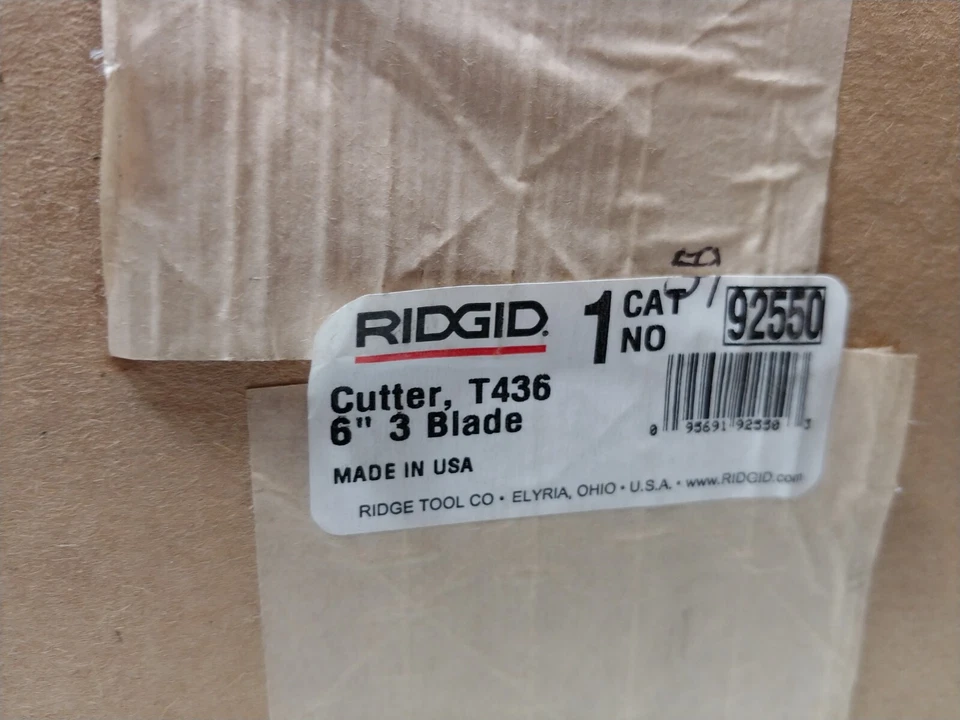 RIDGID.
1 CAT NO 92550
Cutter, T436
6" 3 Blade
0 95691 92550 3
MADE IN USA
RIDGE TOOL CO • ELYRIA, OHIO • U.S.A. • www.RIDGID.com